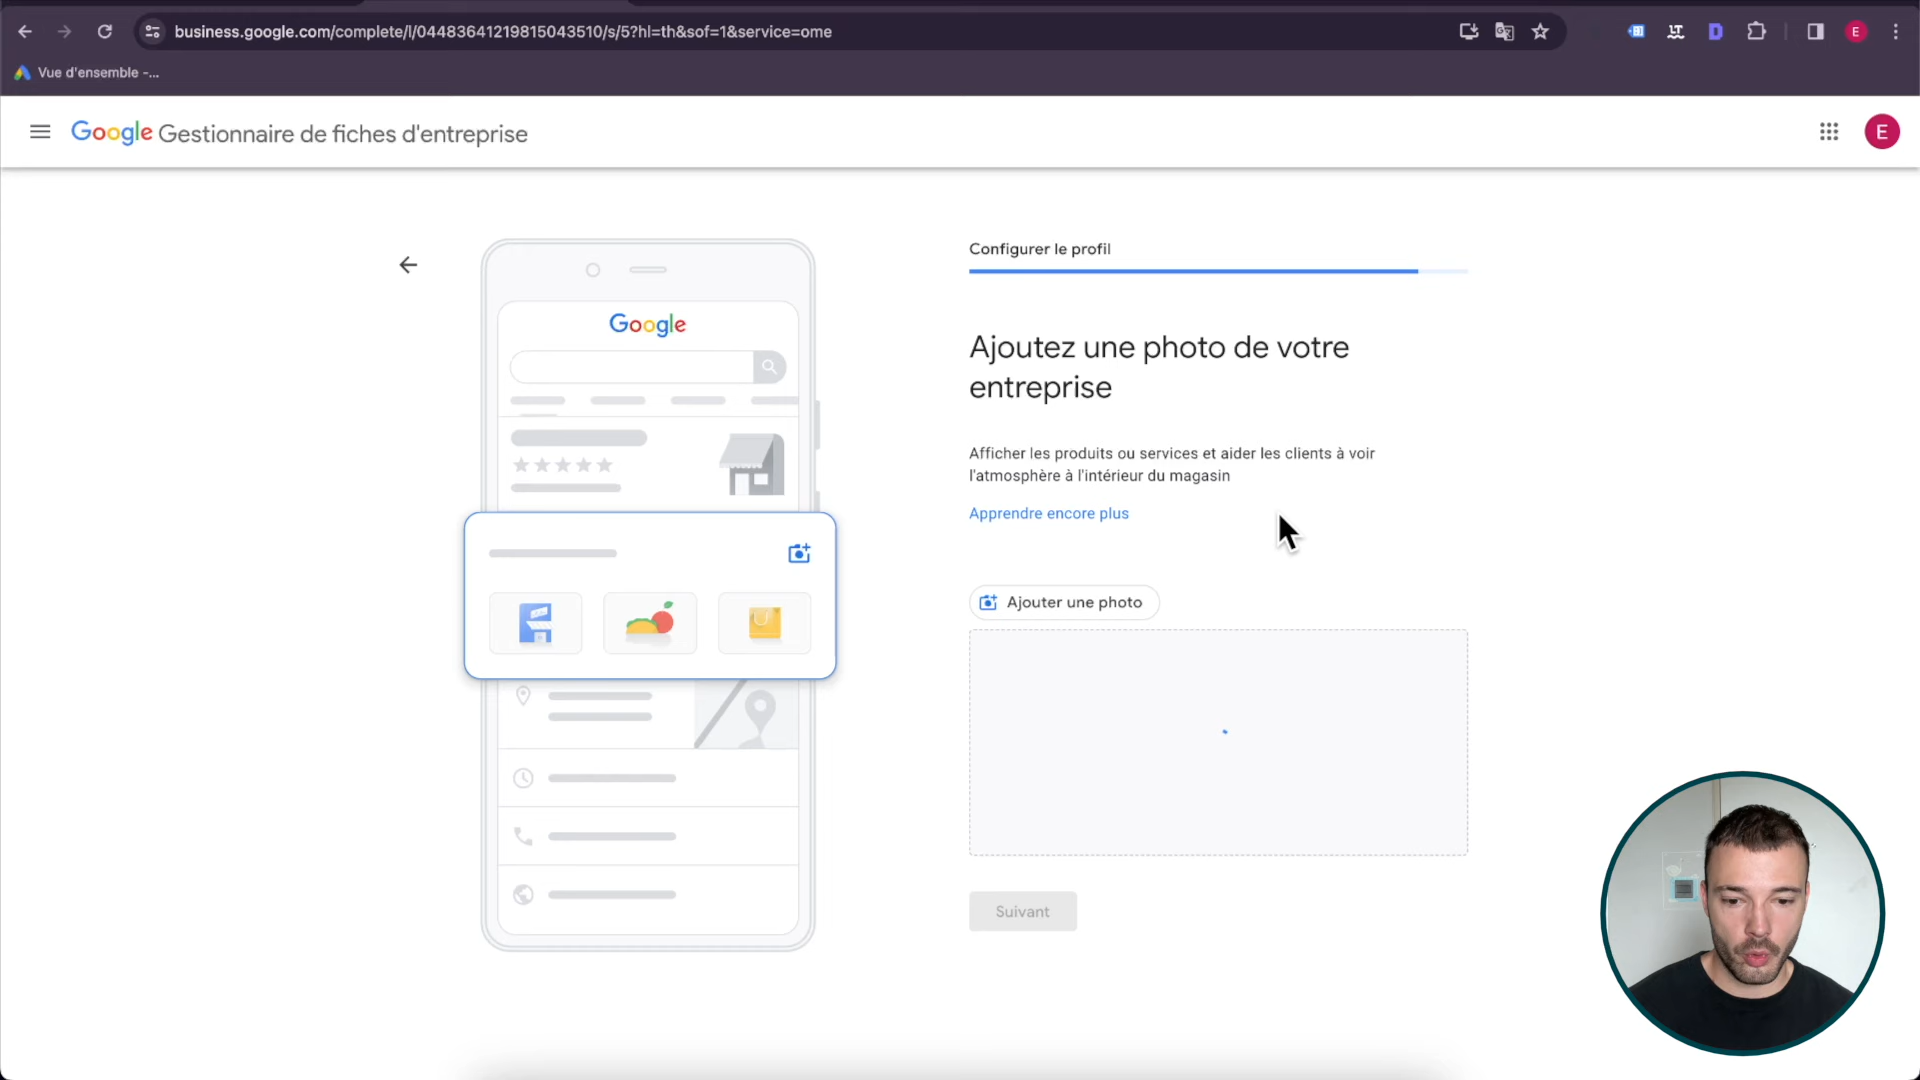 business.google.com/complete/l/04483641219815043510/s/5?hl=th&sof=1&service=ome
E
Vue d'ensemble -...
Google Gestionnaire de fiches d'entreprise
E
Configurer le profil
Google
Ajoutez une photo de votre
entreprise
Afficher les produits ou services et aider les clients à voir
l'atmosphère à l'intérieur du magasin
Apprendre encore plus
Ajouter une photo
Suivant